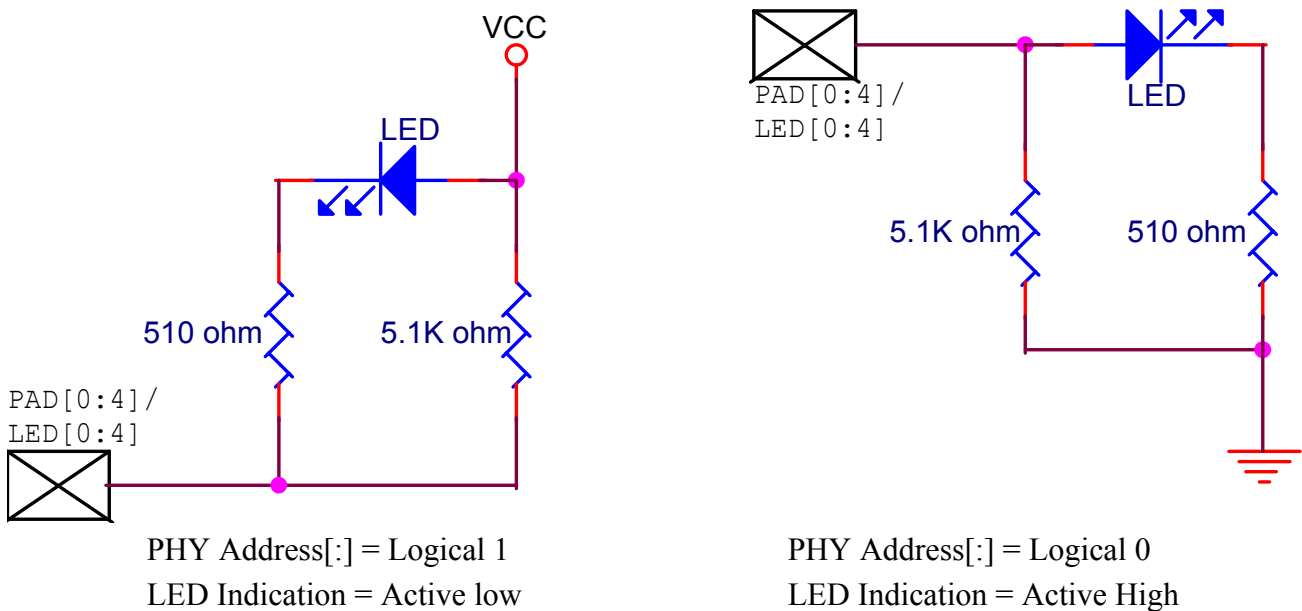 VCC
LED
510 ohm
5.1K ohm
PAD[0:4]/
LED[0:4]
PHY Address[:] = Logical 1
LED Indication = Active low
PAD[0:4]/
LED[0:4]
LED
5.1K ohm
510 ohm
PHY Address[:] = Logical 0
LED Indication = Active High